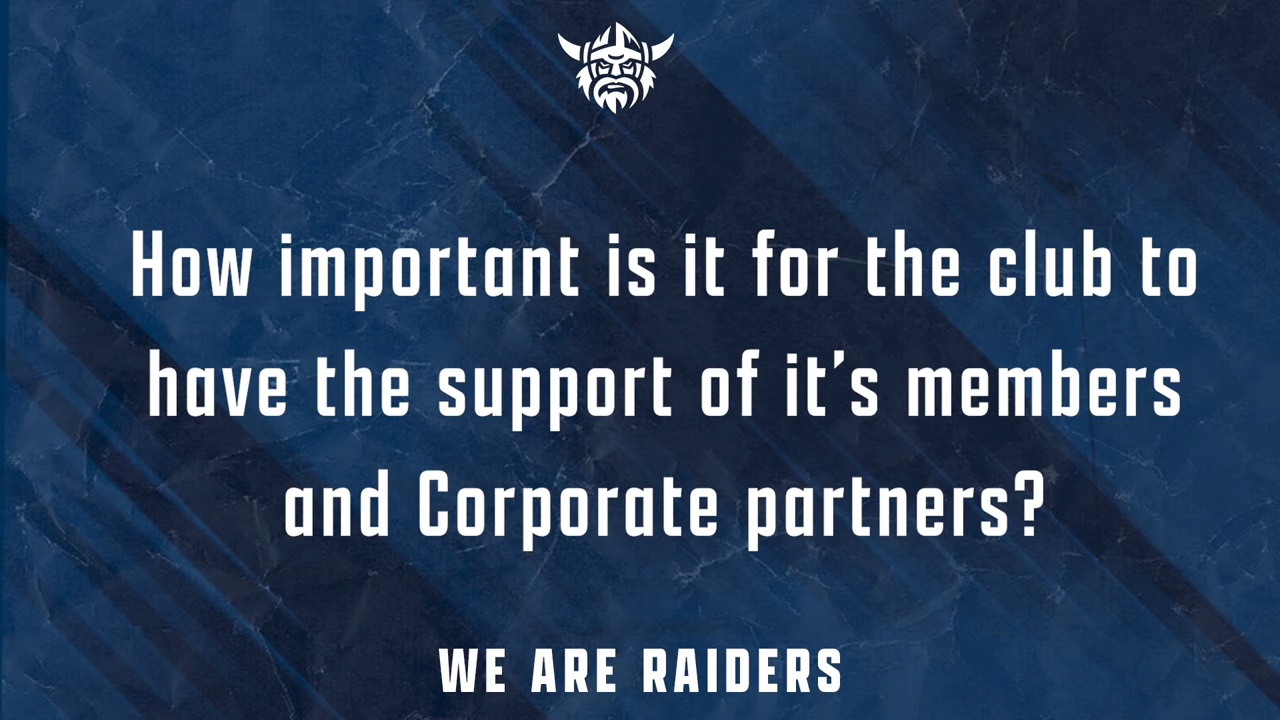 How important is it for the club to
have the support of it’s members
and Corporate partners?
WE ARE RAIDERS